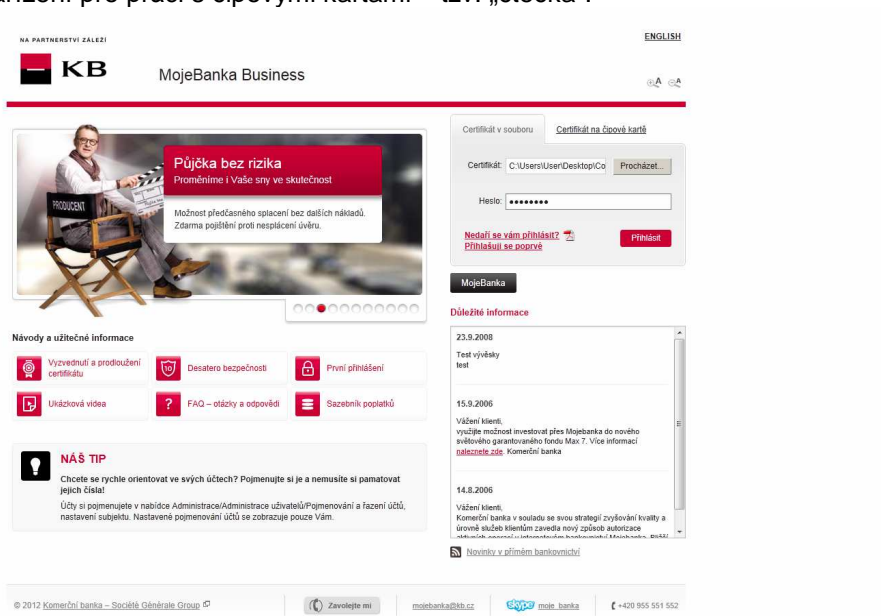 NA PARTNERSTVÍ ZÁLEŽÍ
KB
MojeBanka Business
ENGLISH
A A
Certifikát v souboru
Certifikát na čipové kartě
Certifikát: C:\Users\User\Desktop\Co Procházet...
Heslo: ●●●●●●●●
Nedaří se vám přihlásit?
Přihlašuji se poprvé
Přihlásit
PRODUCENT
Půjčka bez rizika
Proměníme i Vaše sny ve skutečnost
Možnost předčasného splacení bez dalších nákladů.
Zdarma pojištění proti nesplácení úvěru.
MojeBanka
Důležité informace
23.9.2008
Test vývěsky
test
15.9.2006
Vážení klienti,
využijte možnost investovat přes Mojebanka do nového
světového garantovaného fondu Max 7. Více informací
naleznete zde. Komerční banka
14.8.2006
Vážení klienti,
Komerční banka v souladu se svou strategií zvyšování kvality a
úrovně služeb klientům zavedla nový způsob autorizace
aktivních operací v internetovém bankovnictví Mojebanka. Bližší
Novinky v přímém bankovnictví
Návody a užitečné informace
Vyzvednutí a prodloužení
certifikátu
10
Desatero bezpečnosti
První přihlášení
Ukázková videa
?
FAQ – otázky a odpovědi
Sazebník poplatků
NÁŠ TIP
Chcete se rychle orientovat ve svých účtech? Pojmenujte si je a nemusíte si pamatovat
jejich čísla!
Účty si pojmenujete v nabídce Administrace/Administrace uživatelů/Pojmenování a řazení účtů,
nastavení subjektu. Nastavené pojmenování účtů se zobrazuje pouze Vám.
© 2012 Komerční banka – Société Générale Group
Zavolejte mi
mojebanka@kb.cz
skype moje_banka
+420 955 551 552